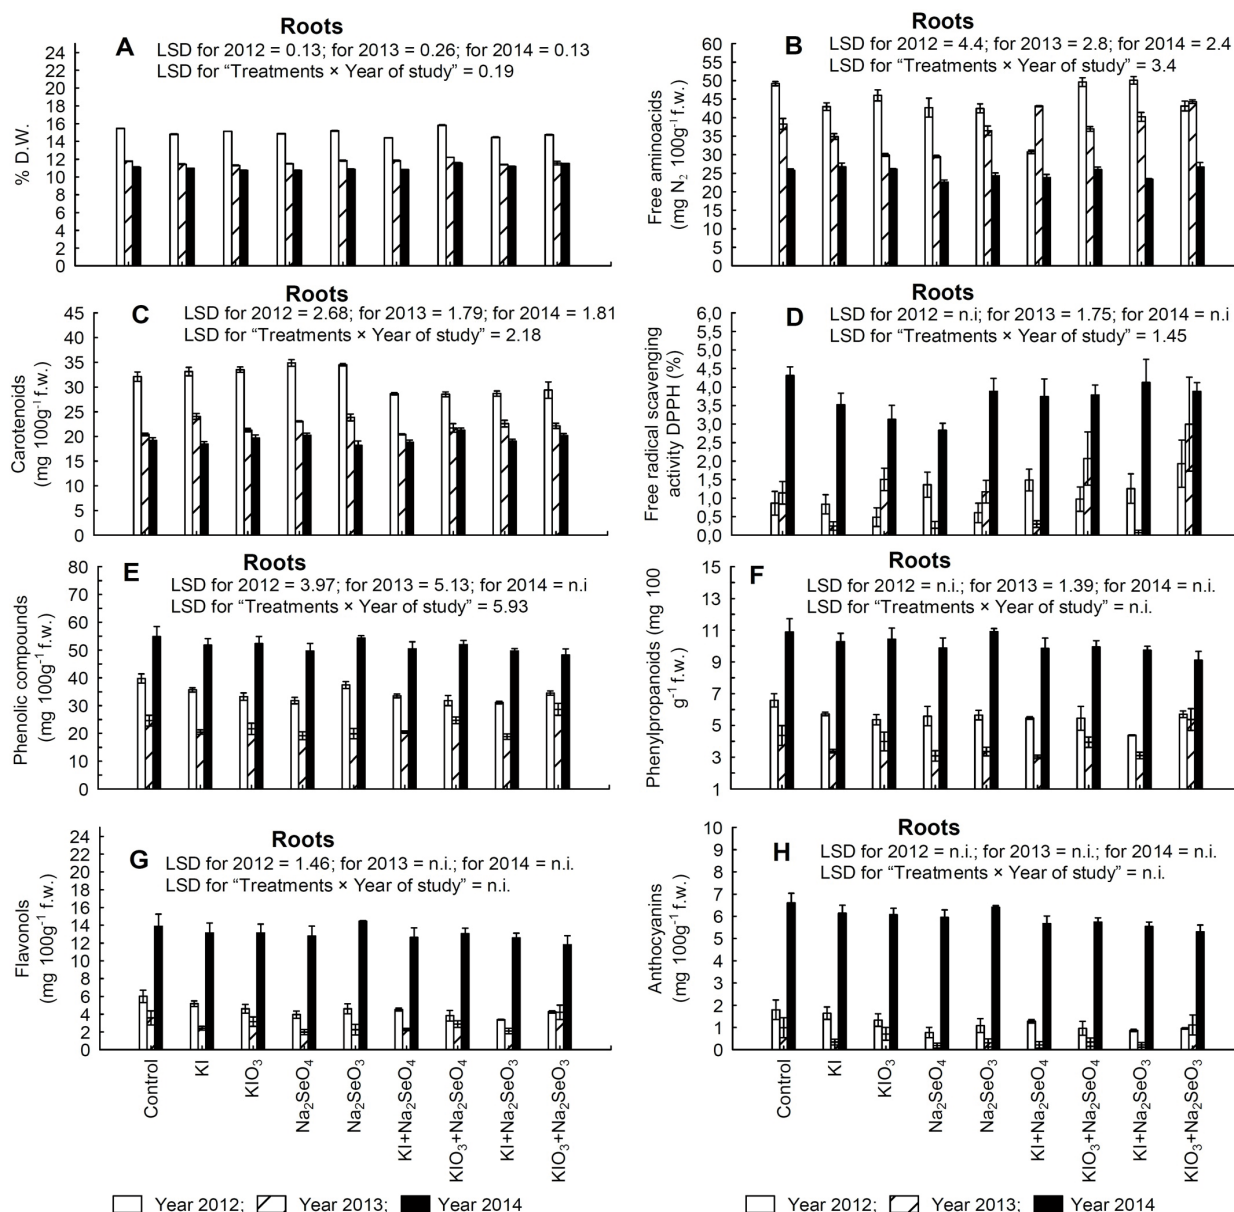 Roots
A
LSD for 2012 = 0.13; for 2013 = 0.26; for 2014 = 0.13
LSD for “Treatments × Year of study” = 0.19
% D.W.
24
22
20
18
16
14
12
10
8
6
4
2
0
Roots
B
LSD for 2012 = 4.4; for 2013 = 2.8; for 2014 = 2.4
LSD for “Treatments × Year of study” = 3.4
Free aminoacids
(mg N₂ 100g⁻¹ f.w.)
60
55
50
45
40
35
30
25
20
15
10
5
0
Roots
C
LSD for 2012 = 2.68; for 2013 = 1.79; for 2014 = 1.81
LSD for “Treatments × Year of study” = 2.18
Carotenoids
(mg 100g⁻¹ f.w.)
45
40
35
30
25
20
15
10
5
0
Roots
D
LSD for 2012 = n.i; for 2013 = 1.75; for 2014 = n.i
LSD for “Treatments × Year of study” = 1.45
Free radical scavenging
activity DPPH (%)
6,0
5,5
5,0
4,5
4,0
3,5
3,0
2,5
2,0
1,5
1,0
0,5
0,0
Roots
E
LSD for 2012 = 3.97; for 2013 = 5.13; for 2014 = n.i
LSD for “Treatments × Year of study” = 5.93
Phenolic compounds
(mg 100g⁻¹ f.w.)
80
70
60
50
40
30
20
10
0
Roots
F
LSD for 2012 = n.i.; for 2013 = 1.39; for 2014 = n.i.
LSD for “Treatments × Year of study” = n.i.
Phenylpropanoids (mg 100
g⁻¹ f.w.)
15
13
11
9
7
5
3
1
Roots
G
LSD for 2012 = 1.46; for 2013 = n.i.; for 2014 = n.i.
LSD for “Treatments × Year of study” = n.i.
Flavonols
(mg 100g⁻¹ f.w.)
24
22
20
18
16
14
12
10
8
6
4
2
0
Control
KI
KIO₃
Na₂SeO₄
Na₂SeO₃
KI+Na₂SeO₄
KIO₃+Na₂SeO₄
KI+Na₂SeO₃
KIO₃+Na₂SeO₃
Roots
H
LSD for 2012 = n.i.; for 2013 = n.i.; for 2014 = n.i.
LSD for “Treatments × Year of study” = n.i.
Anthocyanins
(mg 100g⁻¹ f.w.)
10
9
8
7
6
5
4
3
2
1
0
Control
KI
KIO₃
Na₂SeO₄
Na₂SeO₃
KI+Na₂SeO₄
KIO₃+Na₂SeO₄
KI+Na₂SeO₃
KIO₃+Na₂SeO₃
Year 2012; Year 2013; Year 2014
Year 2012; Year 2013; Year 2014